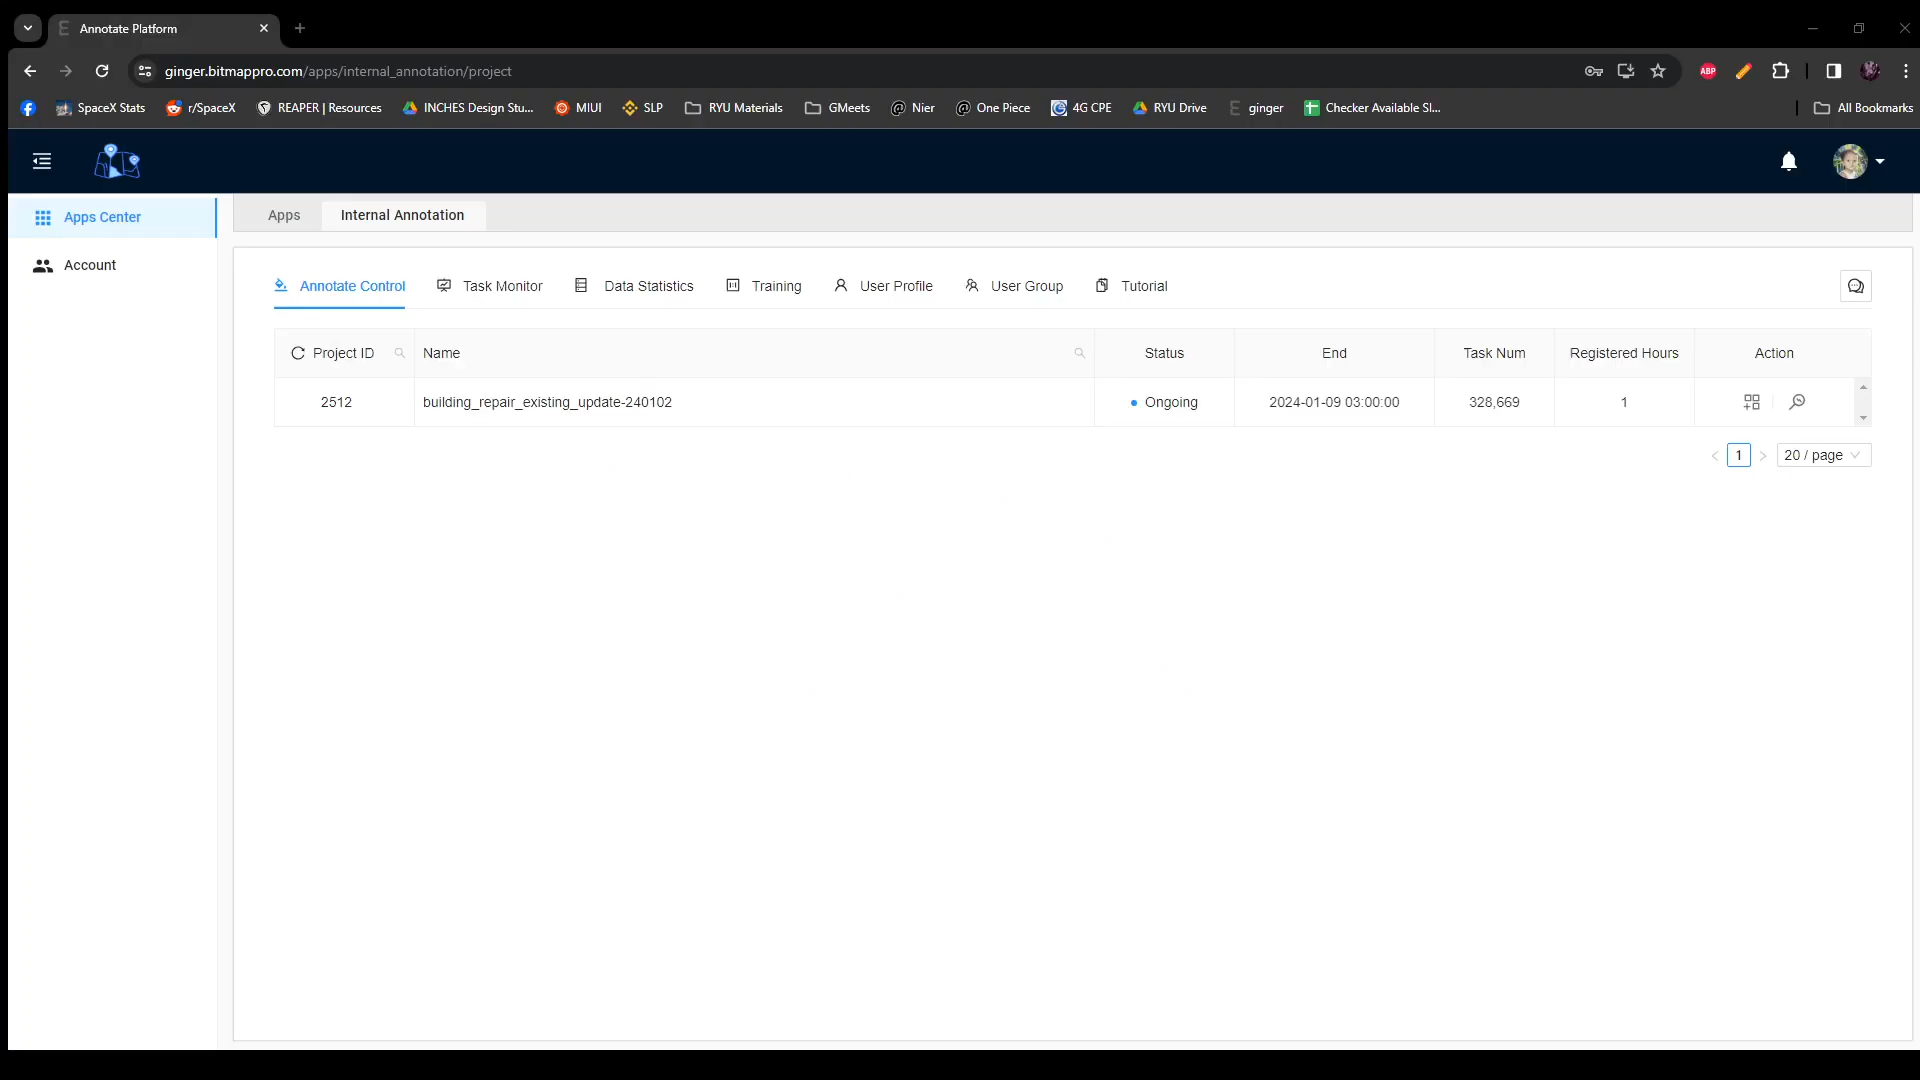 Annotate Platform
ginger.bitmappro.com/apps/internal_annotation/project
ABP
SpaceX Stats r/SpaceX REAPER | Resources INCHES Design Stu... MIUI SLP RYU Materials GMeets Nier One Piece 4G CPE RYU Drive ginger Checker Available Sl... All Bookmarks
Apps Center
Account
Apps Internal Annotation
Annotate Control Task Monitor Data Statistics Training User Profile User Group Tutorial
Project ID Name Status End Task Num Registered Hours Action
2512 building_repair_existing_update-240102 Ongoing 2024-01-09 03:00:00 328,669 1
1 20 / page